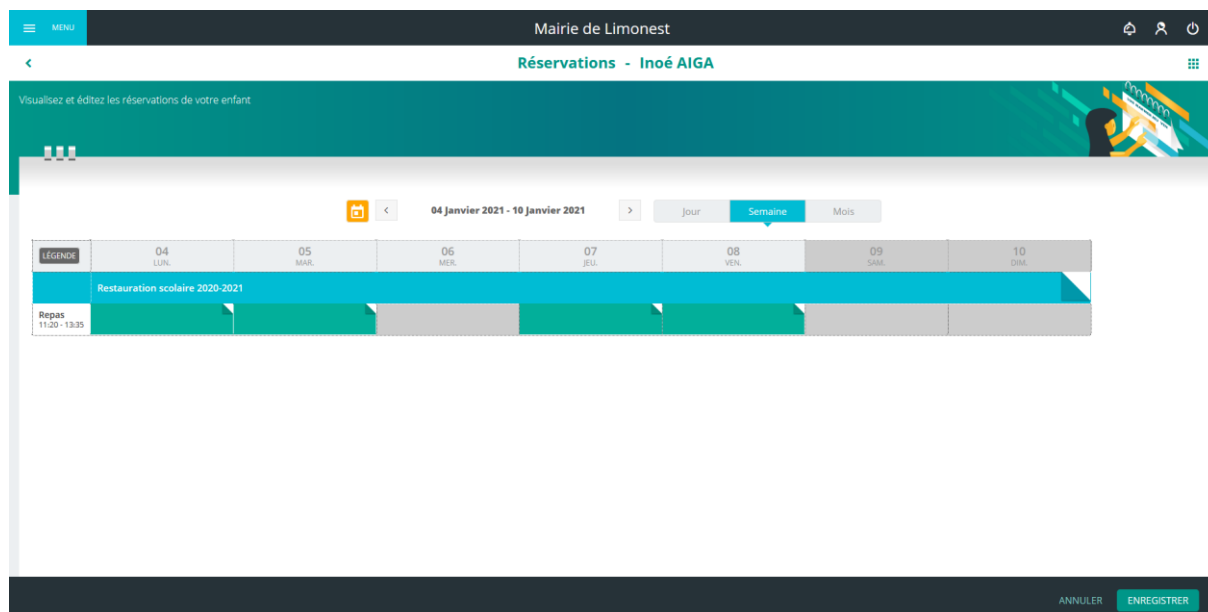 MENU
Mairie de Limonest
Réservations - Inoé AIGA
Visualisez et éditez les réservations de votre enfant
04 Janvier 2021 - 10 Janvier 2021
Jour
Semaine
Mois
LÉGENDE
04
LUN.
05
MAR.
06
MER.
07
JEU.
08
VEN.
09
SAM.
10
DIM.
Restauration scolaire 2020-2021
Repas
11:20 - 13:35
ANNULER
ENREGISTRER